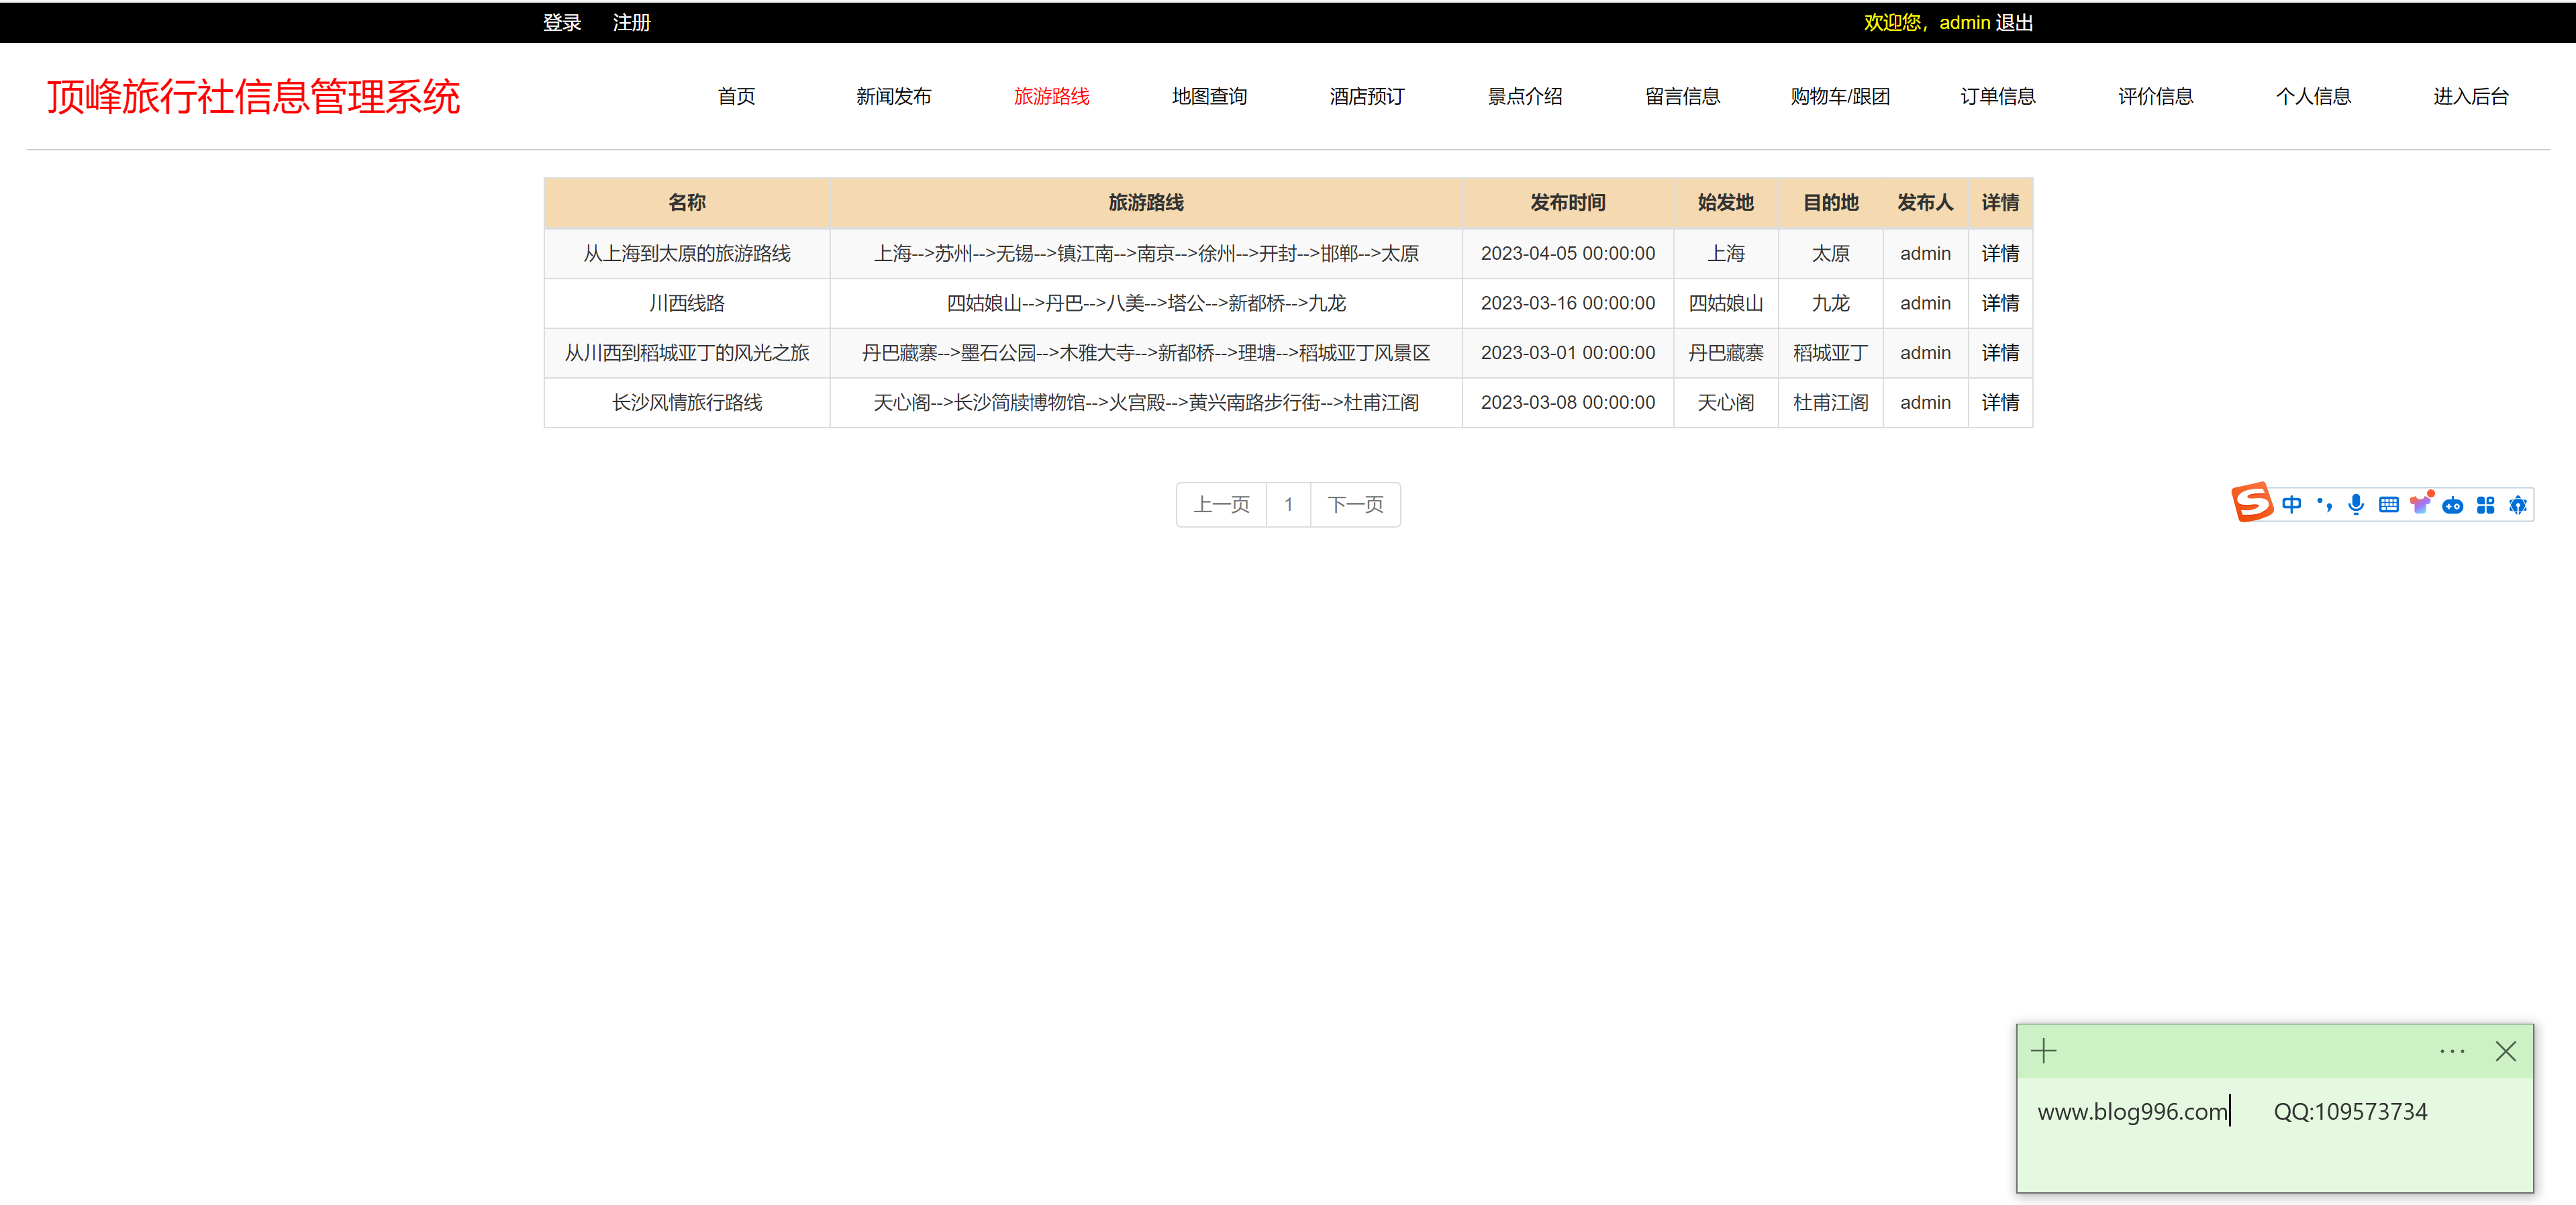 登录 注册 欢迎您，admin 退出
顶峰旅行社信息管理系统 首页 新闻发布 旅游路线 地图查询 酒店预订 景点介绍 留言信息 购物车/跟团 订单信息 评价信息 个人信息 进入后台
名称 旅游路线 发布时间 始发地 目的地 发布人 详情
从上海到太原的旅游路线 上海-->苏州-->无锡-->镇江南-->南京-->徐州-->开封-->邯郸-->太原 2023-04-05 00:00:00 上海 太原 admin 详情
川西线路 四姑娘山-->丹巴-->八美-->塔公-->新都桥-->九龙 2023-03-16 00:00:00 四姑娘山 九龙 admin 详情
从川西到稻城亚丁的风光之旅 丹巴藏寨-->墨石公园-->木雅大寺-->新都桥-->理塘-->稻城亚丁风景区 2023-03-01 00:00:00 丹巴藏寨 稻城亚丁 admin 详情
长沙风情旅行路线 天心阁-->长沙简牍博物馆-->火宫殿-->黄兴南路步行街-->杜甫江阁 2023-03-08 00:00:00 天心阁 杜甫江阁 admin 详情
上一页 1 下一页
S 中
www.blog996.com QQ:109573734